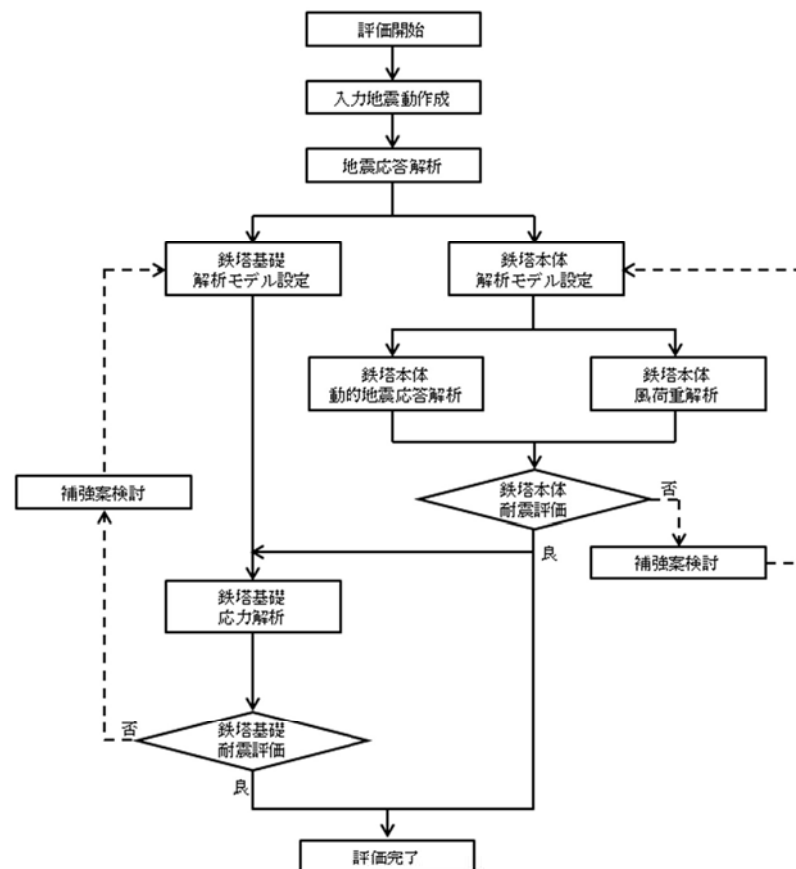 評価開始
入力地震動作成
地震応答解析
鉄塔基礎
解析モデル設定
鉄塔本体
解析モデル設定
鉄塔本体
動的地震応答解析
鉄塔本体
風荷重解析
鉄塔本体
耐震評価
否
良
補強案検討
補強案検討
鉄塔基礎
応力解析
鉄塔基礎
耐震評価
否
良
評価完了